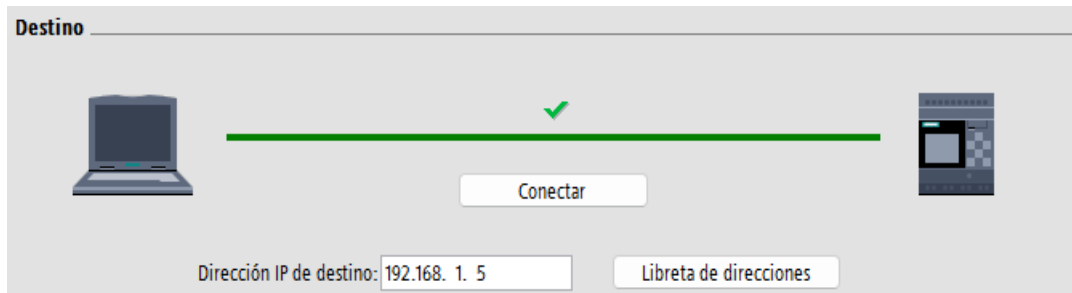 Destino
Conectar
Dirección IP de destino: 192.168. 1. 5
Libreta de direcciones